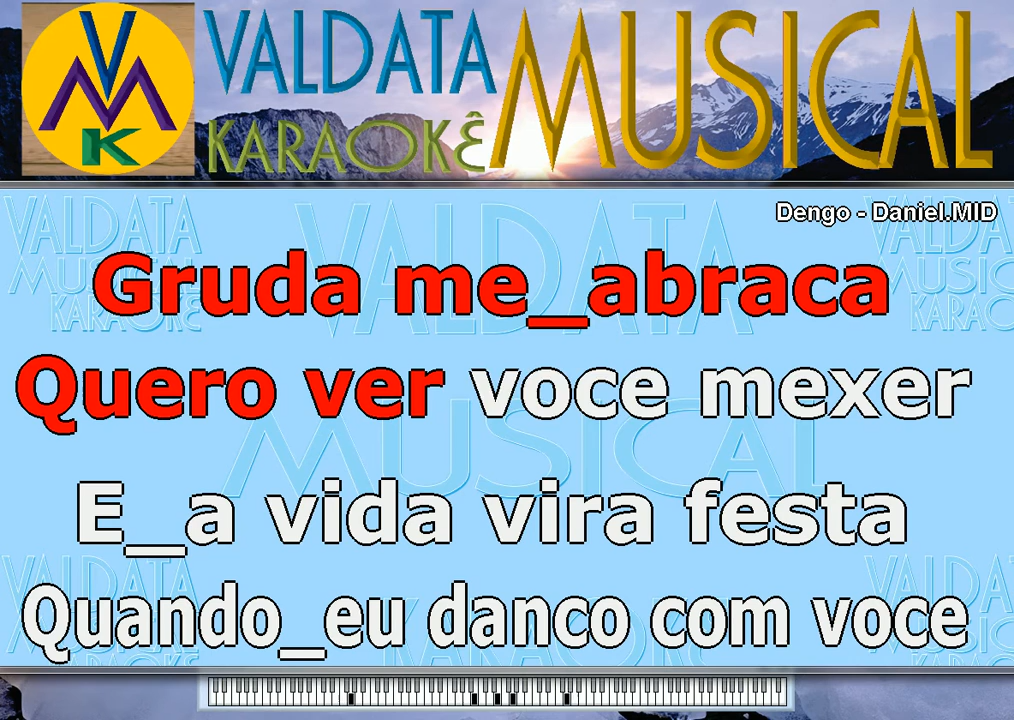 VALDATA MUSICAL
KARAOKÊ
VMK
Dengo - Daniel.MID
Gruda me_abraca
Quero ver voce mexer
E_a vida vira festa
Quando_eu danco com voce